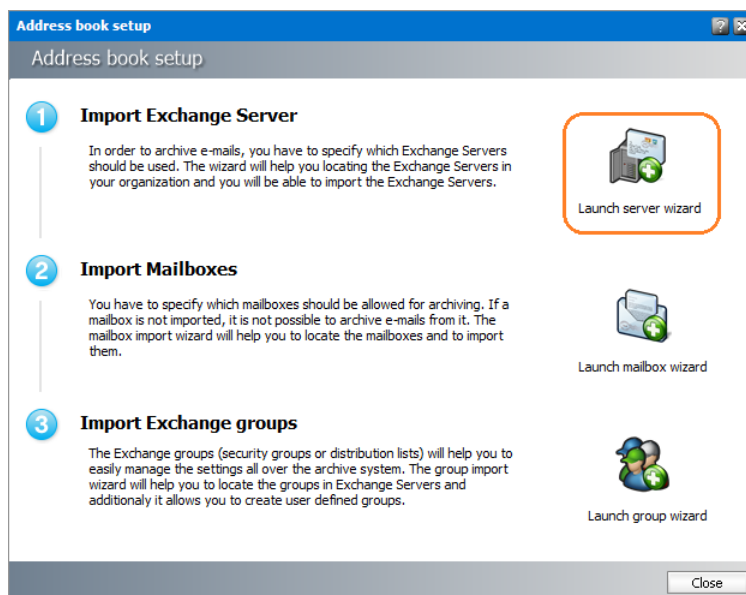 Address book setup
Address book setup
1
Import Exchange Server
In order to archive e-mails, you have to specify which Exchange Servers
should be used. The wizard will help you locating the Exchange Servers in
your organization and you will be able to import the Exchange Servers.
Launch server wizard
2
Import Mailboxes
You have to specify which mailboxes should be allowed for archiving. If a
mailbox is not imported, it is not possible to archive e-mails from it. The
mailbox import wizard will help you to locate the mailboxes and to import
them.
Launch mailbox wizard
3
Import Exchange groups
The Exchange groups (security groups or distribution lists) will help you to
easily manage the settings all over the archive system. The group import
wizard will help you to locate the groups in Exchange Servers and
additionaly it allows you to create user defined groups.
Launch group wizard
Close